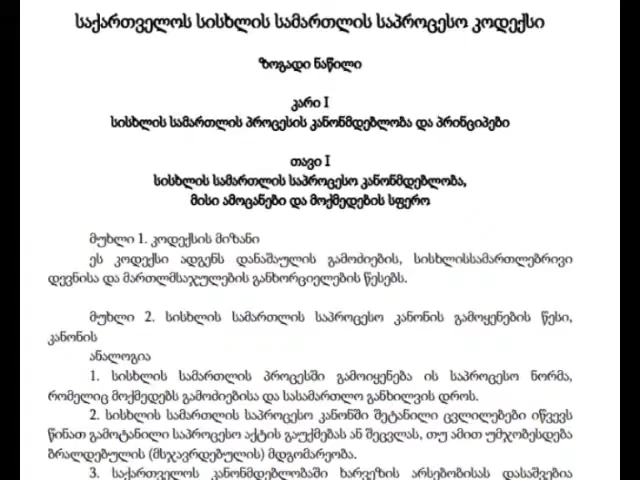 საქართველოს სისხლის სამართლის საპროცესო კოდექსი
ზოგადი ნაწილი
კარი I
სისხლის სამართლის პროცესის კანონმდებლობა და პრინციპები
თავი I
სისხლის სამართლის საპროცესო კანონმდებლობა,
მისი ამოცანები და მოქმედების სფერო
მუხლი 1. კოდექსის მიზანი
ეს კოდექსი ადგენს დანაშაულის გამოძიების, სისხლისსამართლებრივი
დევნისა და მართლმსაჯულების განხორციელების წესებს.
მუხლი 2. სისხლის სამართლის საპროცესო კანონის გამოყენების წესი,
კანონის
ანალოგია
1. სისხლის სამართლის პროცესში გამოიყენება ის საპროცესო ნორმა,
რომელიც მოქმედებს გამოძიებისა და სასამართლო განხილვის დროს.
2. სისხლის სამართლის საპროცესო კანონში შეტანილი ცვლილებები იწვევს
წინათ გამოტანილი საპროცესო აქტის გაუქმებას ან შეცვლას, თუ ამით უმჯობესდება
ბრალდებულის (მსჯავრდებულის) მდგომარეობა.
3. საქართველოს კანონმდებლობაში ხარვეზის არსებობისას დასაშვებია